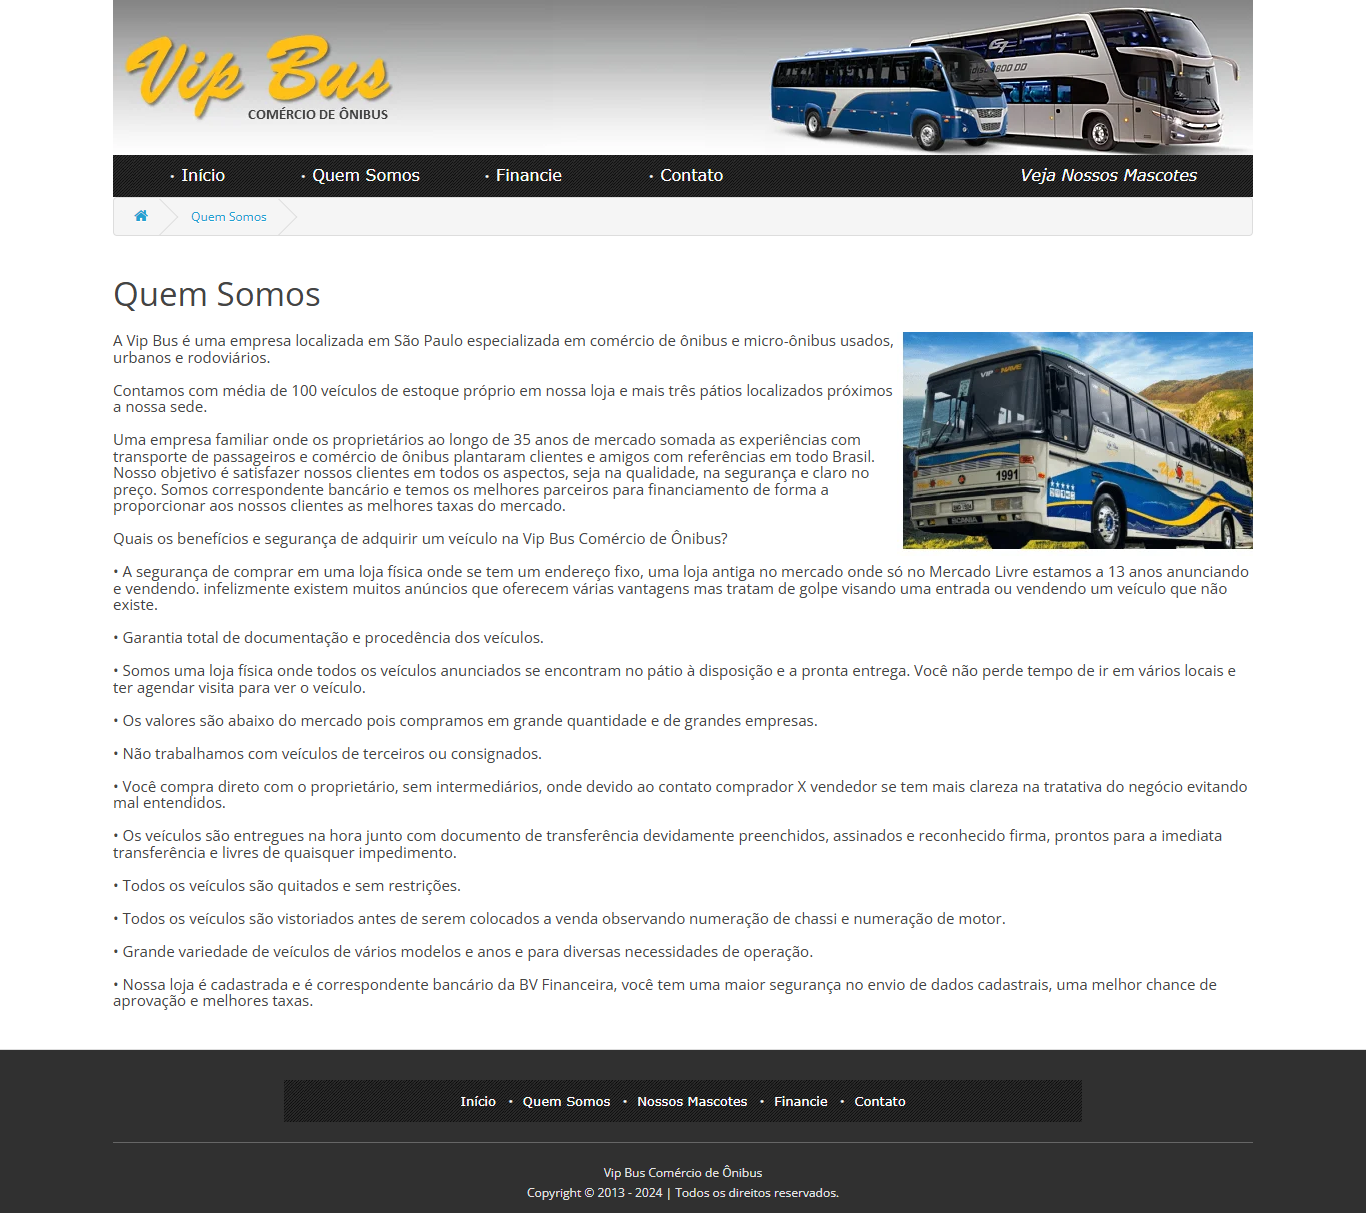 Vip Bus
COMÉRCIO DE ÔNIBUS
G7
1800 DD
• Início
• Quem Somos
• Financie
• Contato
Veja Nossos Mascotes
Quem Somos
Quem Somos
A Vip Bus é uma empresa localizada em São Paulo especializada em comércio de ônibus e micro-ônibus usados,
urbanos e rodoviários.
Contamos com média de 100 veículos de estoque próprio em nossa loja e mais três pátios localizados próximos
a nossa sede.
Uma empresa familiar onde os proprietários ao longo de 35 anos de mercado somada as experiências com
transporte de passageiros e comércio de ônibus plantaram clientes e amigos com referências em todo Brasil.
Nosso objetivo é satisfazer nossos clientes em todos os aspectos, seja na qualidade, na segurança e claro no
preço. Somos correspondente bancário e temos os melhores parceiros para financiamento de forma a
proporcionar aos nossos clientes as melhores taxas do mercado.
VIP NAVE
Vip Bus
1991
SCANIA
Quais os benefícios e segurança de adquirir um veículo na Vip Bus Comércio de Ônibus?
• A segurança de comprar em uma loja física onde se tem um endereço fixo, uma loja antiga no mercado onde só no Mercado Livre estamos a 13 anos anunciando
e vendendo. infelizmente existem muitos anúncios que oferecem várias vantagens mas tratam de golpe visando uma entrada ou vendendo um veículo que não
existe.
• Garantia total de documentação e procedência dos veículos.
• Somos uma loja física onde todos os veículos anunciados se encontram no pátio à disposição e a pronta entrega. Você não perde tempo de ir em vários locais e
ter agendar visita para ver o veículo.
• Os valores são abaixo do mercado pois compramos em grande quantidade e de grandes empresas.
• Não trabalhamos com veículos de terceiros ou consignados.
• Você compra direto com o proprietário, sem intermediários, onde devido ao contato comprador X vendedor se tem mais clareza na tratativa do negócio evitando
mal entendidos.
• Os veículos são entregues na hora junto com documento de transferência devidamente preenchidos, assinados e reconhecido firma, prontos para a imediata
transferência e livres de quaisquer impedimento.
• Todos os veículos são quitados e sem restrições.
• Todos os veículos são vistoriados antes de serem colocados a venda observando numeração de chassi e numeração de motor.
• Grande variedade de veículos de vários modelos e anos e para diversas necessidades de operação.
• Nossa loja é cadastrada e é correspondente bancário da BV Financeira, você tem uma maior segurança no envio de dados cadastrais, uma melhor chance de
aprovação e melhores taxas.
Início • Quem Somos • Nossos Mascotes • Financie • Contato
Vip Bus Comércio de Ônibus
Copyright © 2013 - 2024 | Todos os direitos reservados.